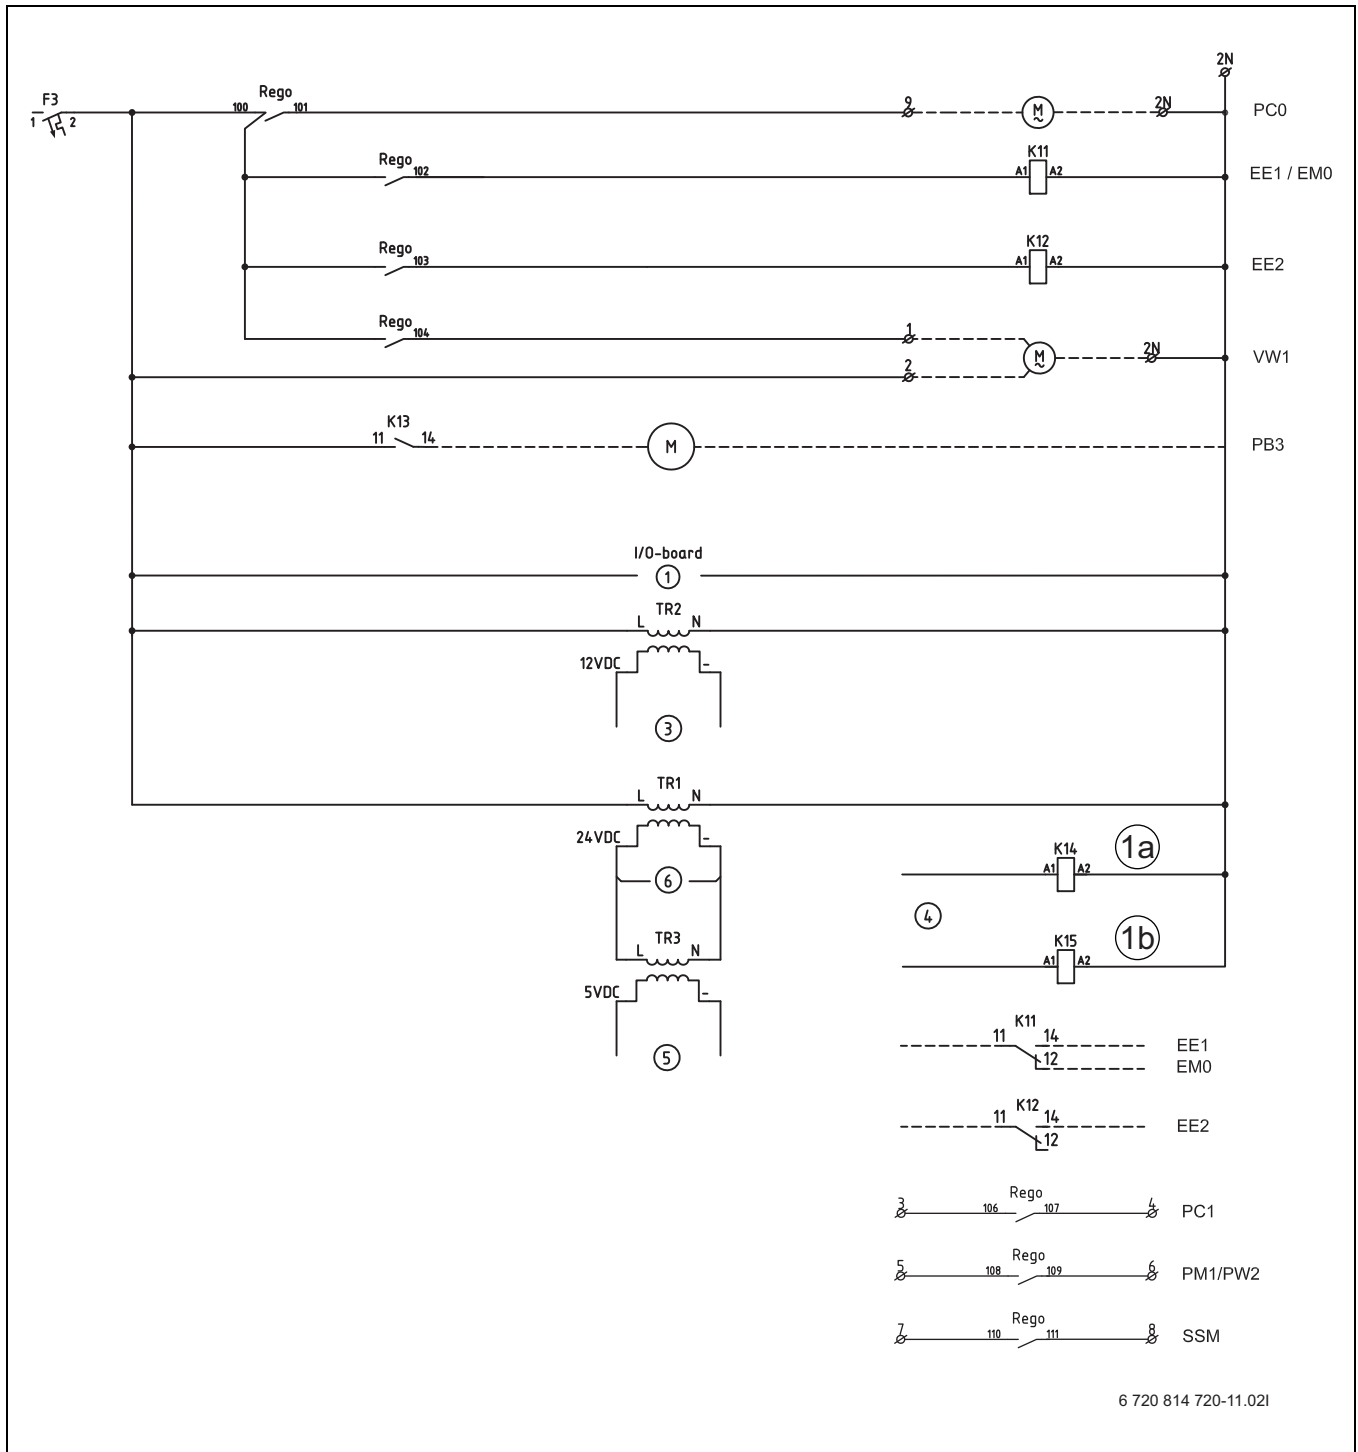 2N
F3
1 2
100 Rego 101
9
M
~
2N
PC0
Rego
102
K11
A1 A2
EE1 / EM0
Rego
103
K12
A1 A2
EE2
Rego
104
1
2
M
~
2N
VW1
K13
11 14
M
PB3
I/O-board
1
TR2
L N
12VDC -
3
TR1
L N
24VDC -
6
K14
A1 A2
1a
4
TR3
L N
K15
A1 A2
1b
5VDC -
5
K11
11 14
12
EE1
EM0
K12
11 14
12
EE2
Rego
3 106 107 4 PC1
Rego
5 108 109 6 PM1/PW2
Rego
7 110 111 8 SSM
6 720 814 720-11.02I